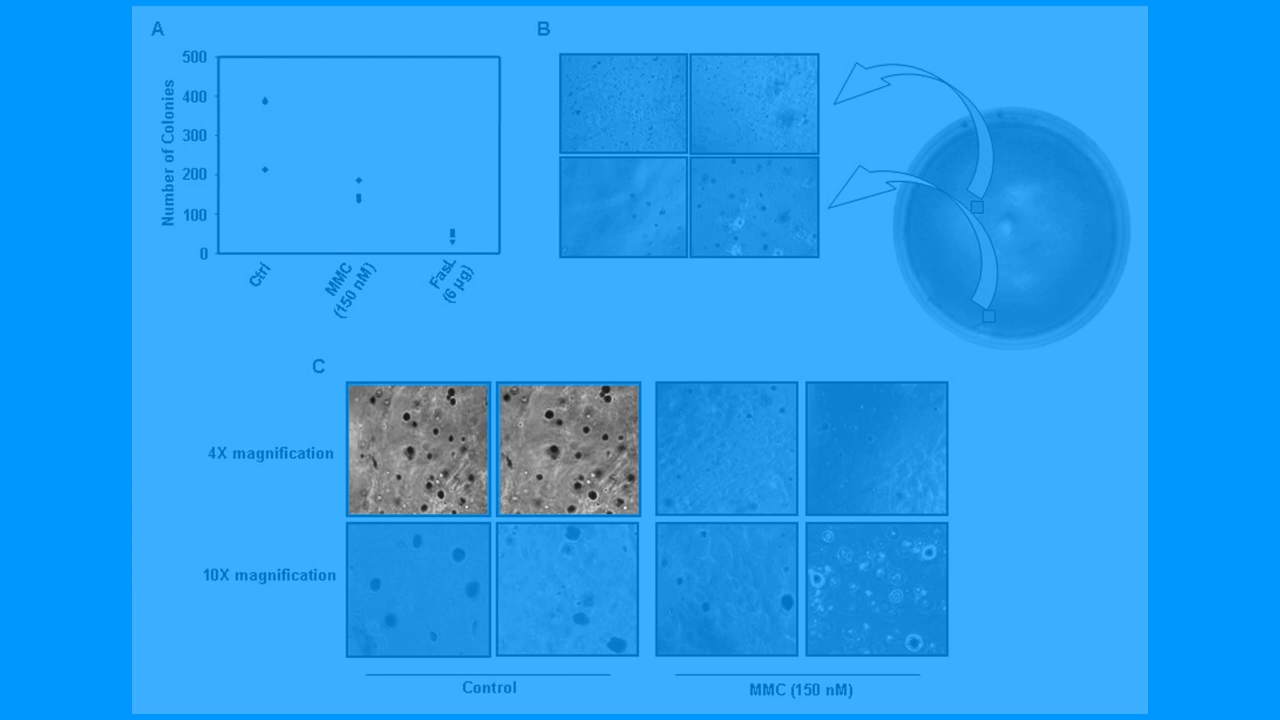 A
B
500
400
300
200
100
0
Number of Colonies
Ctrl
MMC
(150 nM)
FasL
(6 µg)
C
4X magnification
10X magnification
Control
MMC (150 nM)